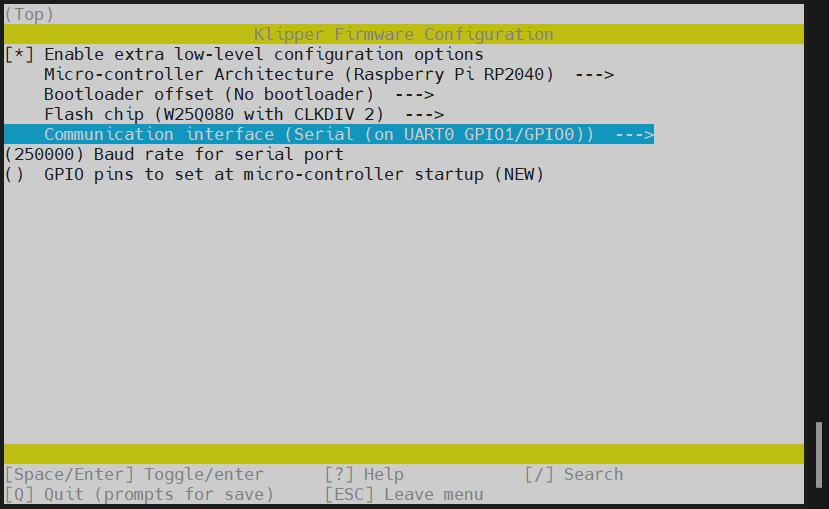 (Top)
Klipper Firmware Configuration
[*] Enable extra low-level configuration options
Micro-controller Architecture (Raspberry Pi RP2040)  --->
Bootloader offset (No bootloader)  --->
Flash chip (W25Q080 with CLKDIV 2)  --->
Communication interface (Serial (on UART0 GPIO1/GPIO0))  --->
(250000) Baud rate for serial port
()  GPIO pins to set at micro-controller startup (NEW)
[Space/Enter] Toggle/enter      [?] Help            [/] Search
[Q] Quit (prompts for save)     [ESC] Leave menu